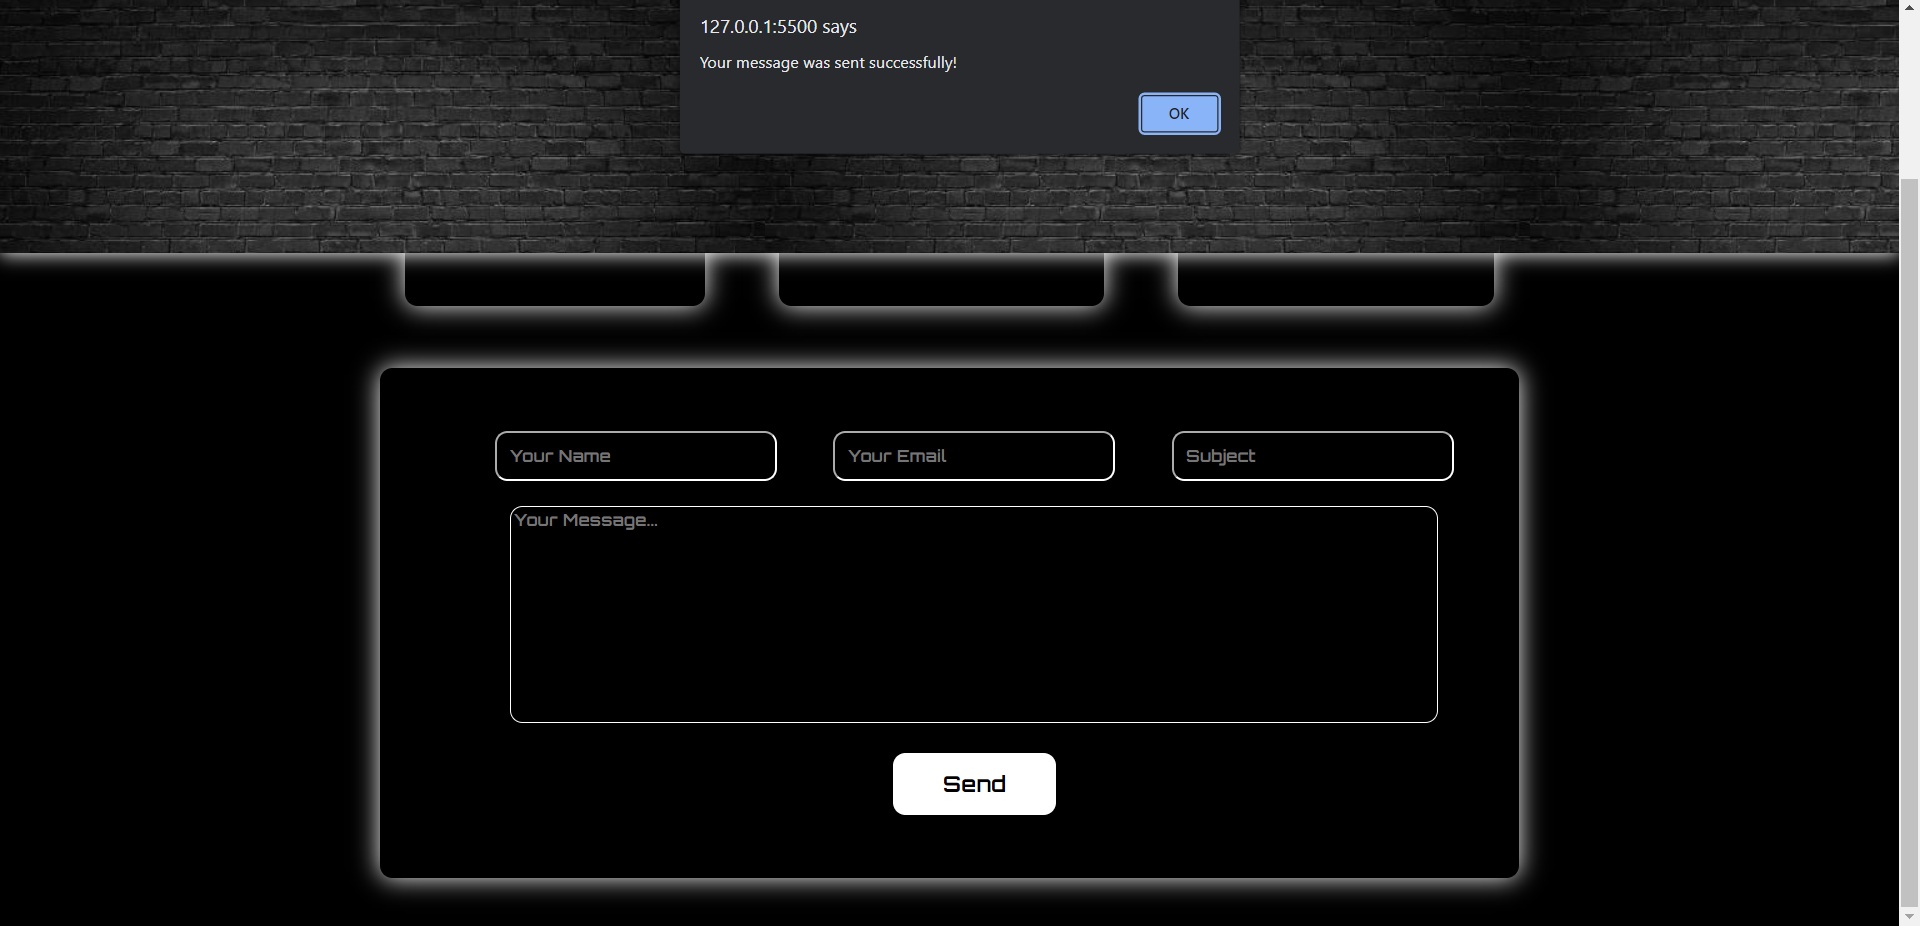 127.0.0.1:5500 says
Your message was sent successfully!
OK
Your Name
Your Email
Subject
Your Message...
Send